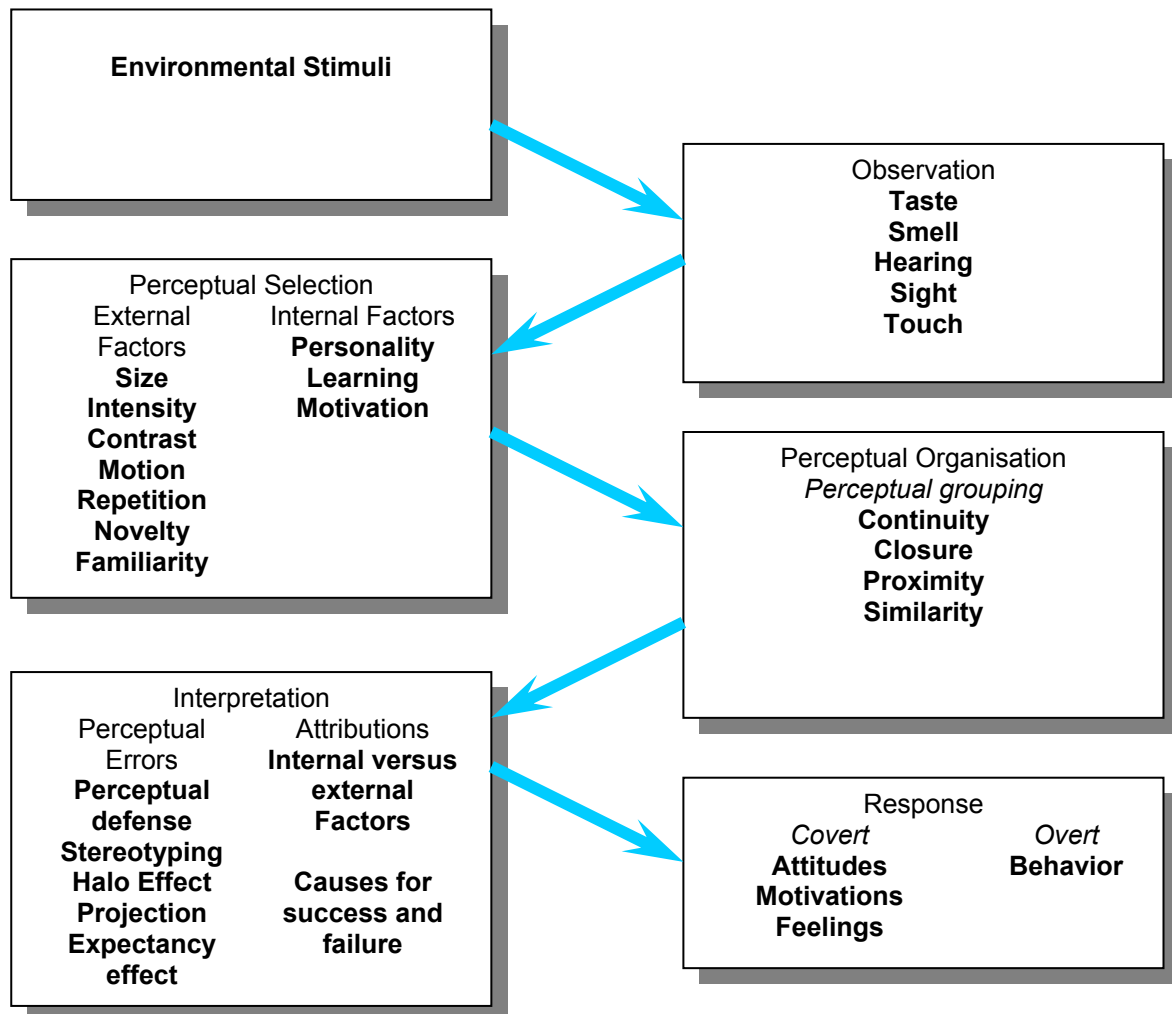 Environmental Stimuli
Observation
Taste
Smell
Hearing
Sight
Touch
Perceptual Selection
External
Factors
Size
Intensity
Contrast
Motion
Repetition
Novelty
Familiarity
Internal Factors
Personality
Learning
Motivation
Perceptual Organisation
Perceptual grouping
Continuity
Closure
Proximity
Similarity
Interpretation
Perceptual
Errors
Perceptual
defense
Stereotyping
Halo Effect
Projection
Expectancy
effect
Attributions
Internal versus
external
Factors
Causes for
success and
failure
Response
Covert
Attitudes
Motivations
Feelings
Overt
Behavior